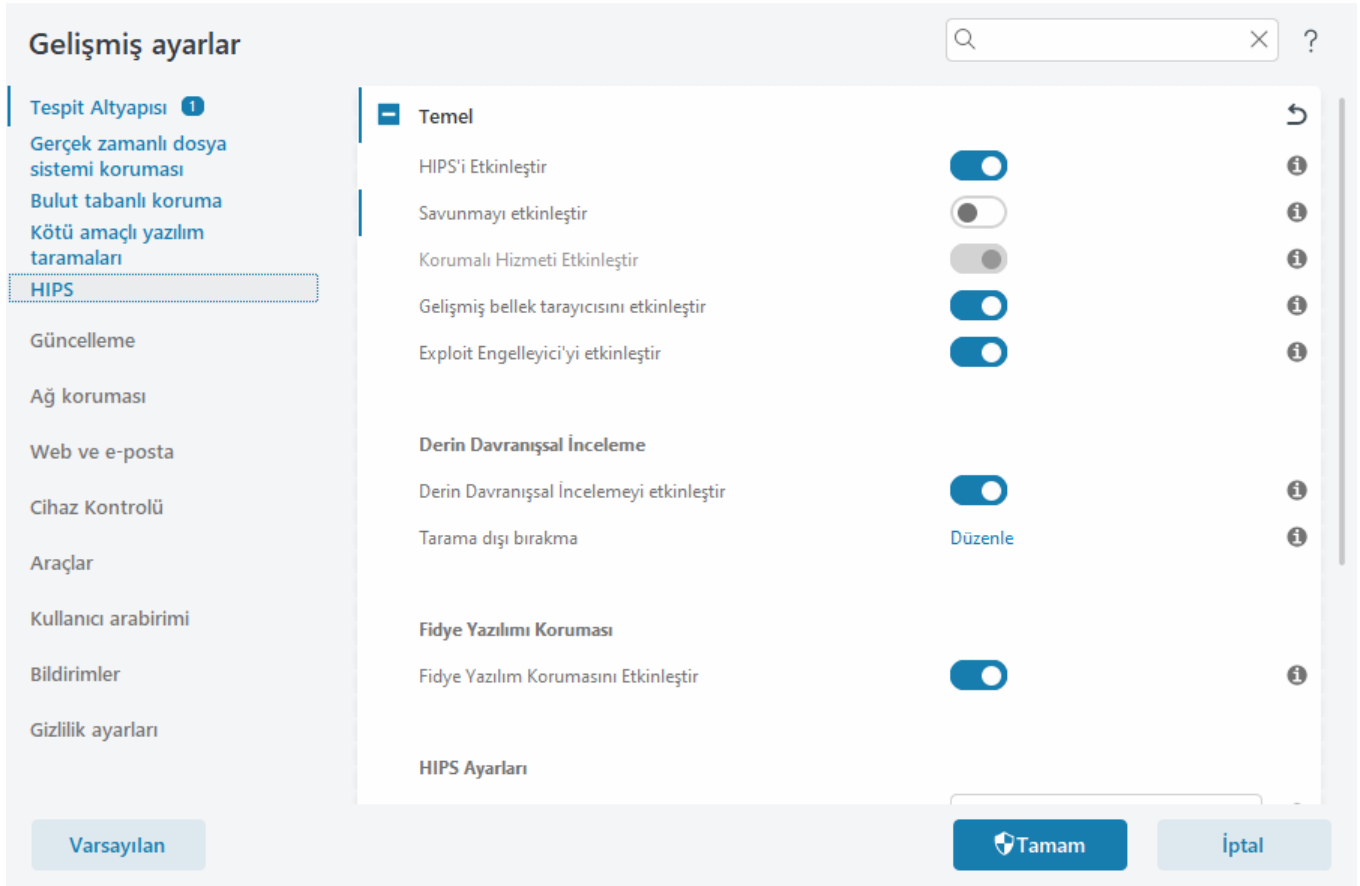 Gelişmiş ayarlar
?
Tespit Altyapısı 1
Gerçek zamanlı dosya
sistemi koruması
Bulut tabanlı koruma
Kötü amaçlı yazılım
taramaları
HIPS
Güncelleme
Ağ koruması
Web ve e-posta
Cihaz Kontrolü
Araçlar
Kullanıcı arabirimi
Bildirimler
Gizlilik ayarları
Temel
HIPS'i Etkinleştir
Savunmayı etkinleştir
Korumalı Hizmeti Etkinleştir
Gelişmiş bellek tarayıcısını etkinleştir
Exploit Engelleyici'yi etkinleştir
Derin Davranışsal İnceleme
Derin Davranışsal İncelemeyi etkinleştir
Tarama dışı bırakma Düzenle
Fidye Yazılımı Koruması
Fidye Yazılım Korumasını Etkinleştir
HIPS Ayarları
Varsayılan
Tamam
İptal